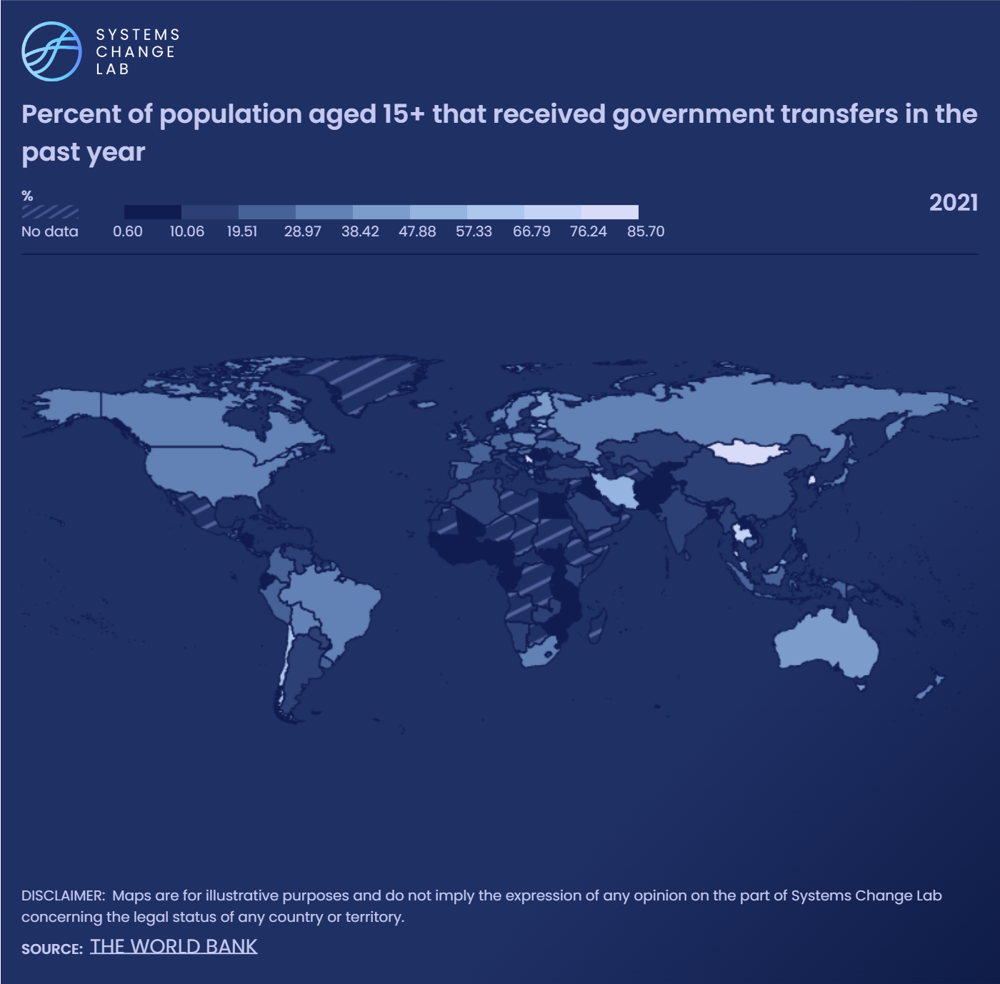 SYSTEMS
CHANGE
LAB
Percent of population aged 15+ that received government transfers in the
past year
%
2021
No data 0.60 10.06 19.51 28.97 38.42 47.88 57.33 66.79 76.24 85.70
DISCLAIMER: Maps are for illustrative purposes and do not imply the expression of any opinion on the part of Systems Change Lab
concerning the legal status of any country or territory.
SOURCE: THE WORLD BANK